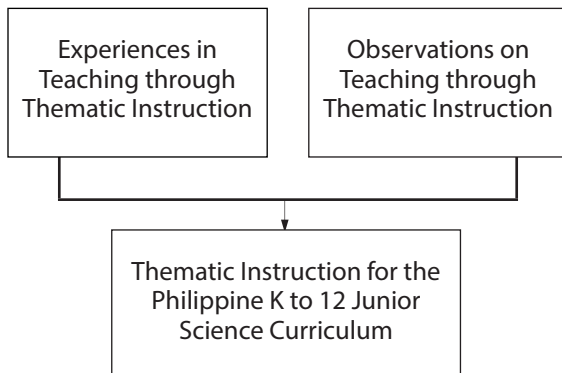 Experiences in
Teaching through
Thematic Instruction
Observations on
Teaching through
Thematic Instruction
Thematic Instruction for the
Philippine K to 12 Junior
Science Curriculum